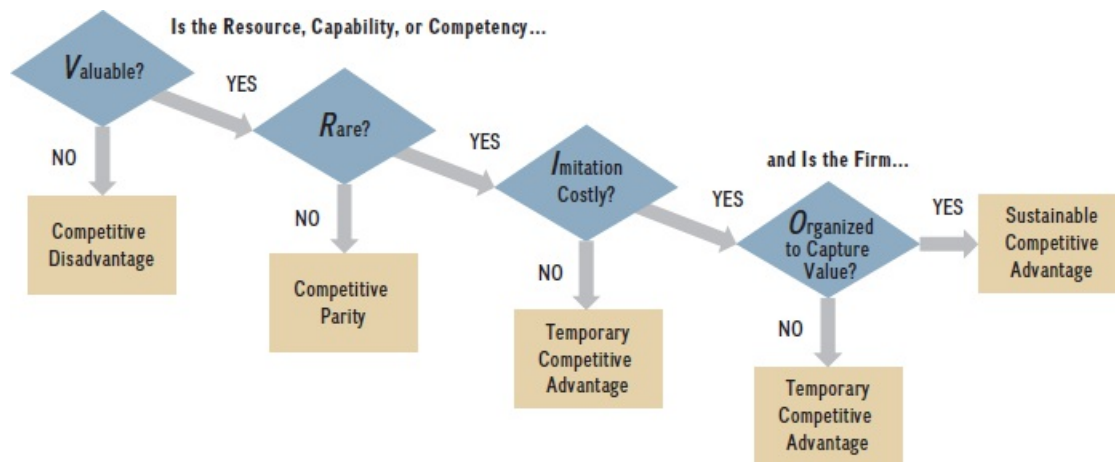 Is the Resource, Capability, or Competency...
Valuable?
YES
NO
Competitive
Disadvantage
Rare?
YES
NO
Competitive
Parity
Imitation
Costly?
YES
NO
Temporary
Competitive
Advantage
and Is the Firm...
Organized
to Capture
Value?
YES
NO
Temporary
Competitive
Advantage
Sustainable
Competitive
Advantage